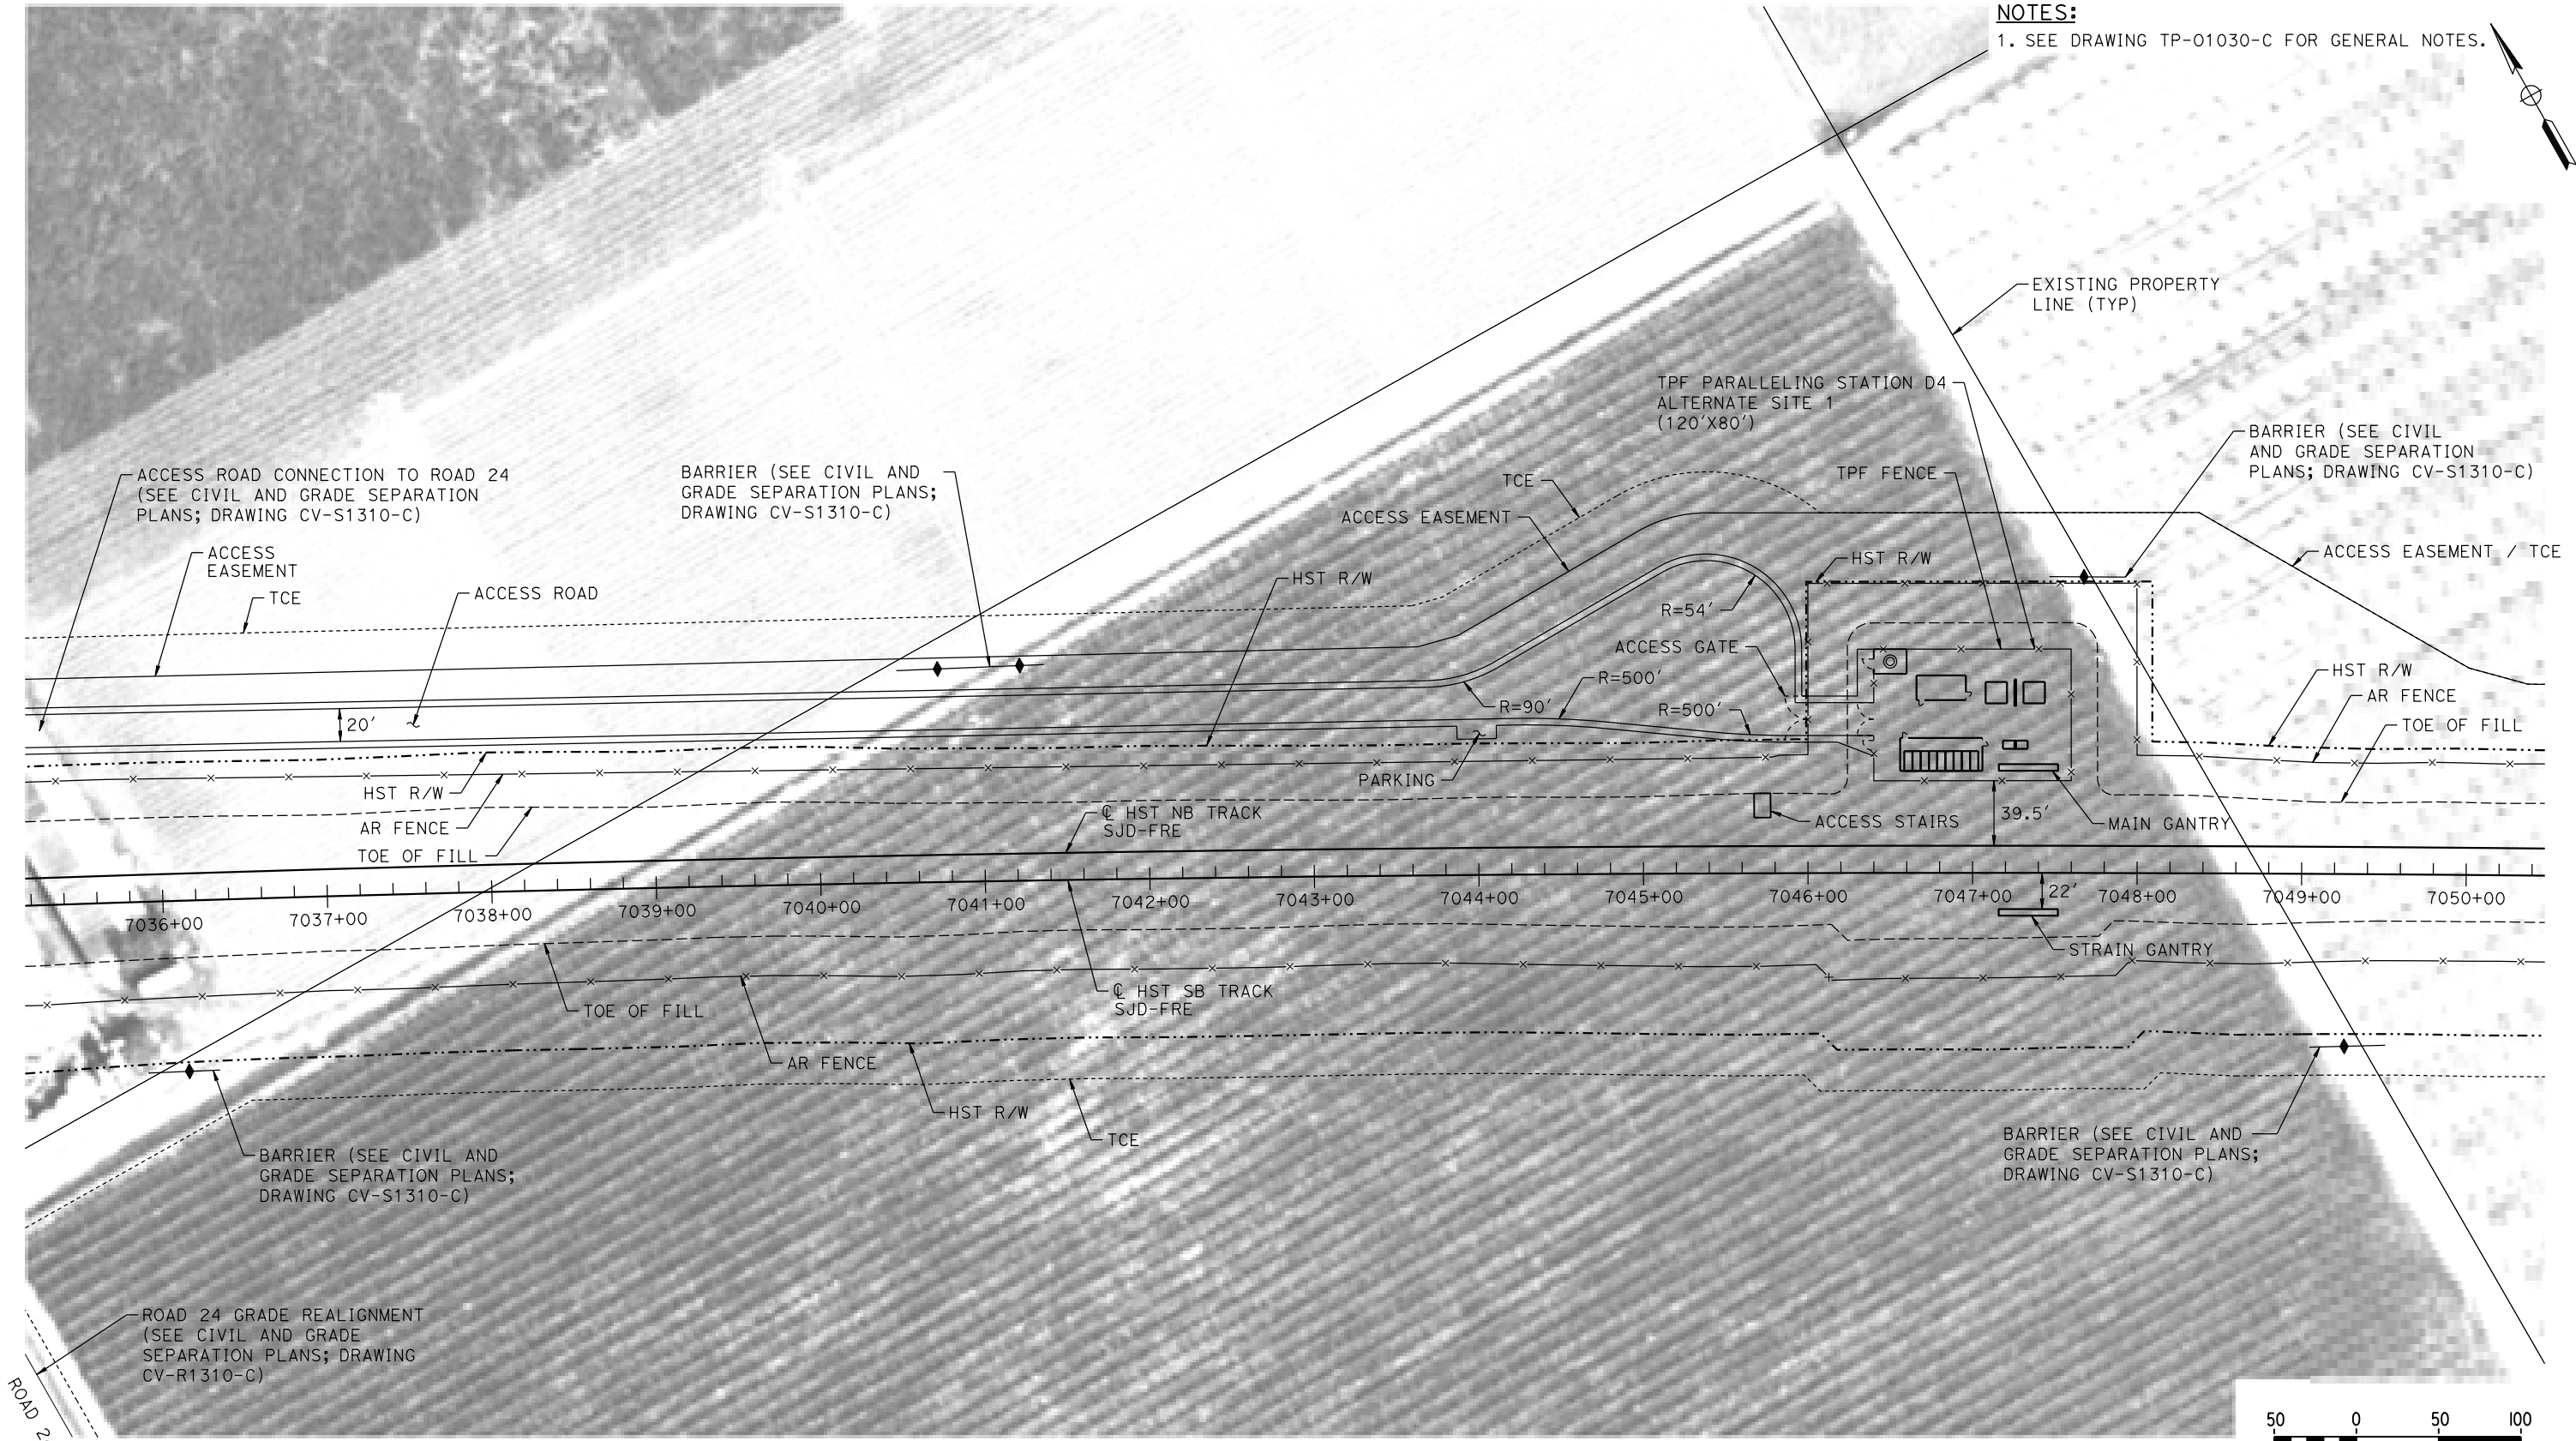 NOTES:
1. SEE DRAWING TP-01030-C FOR GENERAL NOTES.
EXISTING PROPERTY
LINE (TYP)
TPF PARALLELING STATION D4
ALTERNATE SITE 1
(120'X80')
BARRIER (SEE CIVIL
AND GRADE SEPARATION
PLANS; DRAWING CV-S1310-C)
ACCESS ROAD CONNECTION TO ROAD 24
(SEE CIVIL AND GRADE SEPARATION
PLANS; DRAWING CV-S1310-C)
BARRIER (SEE CIVIL AND
GRADE SEPARATION PLANS;
DRAWING CV-S1310-C)
TCE
TPF FENCE
ACCESS EASEMENT
ACCESS
EASEMENT
TCE
ACCESS ROAD
HST R/W
HST R/W
ACCESS EASEMENT / TCE
R=54'
ACCESS GATE
R=500'
R=90'
R=500'
HST R/W
AR FENCE
TOE OF FILL
20'
HST R/W
PARKING
AR FENCE
TOE OF FILL
℄ HST NB TRACK
SJD-FRE
ACCESS STAIRS
39.5'
MAIN GANTRY
7036+00
7037+00
7038+00
7039+00
7040+00
7041+00
7042+00
7043+00
7044+00
7045+00
7046+00
7047+00
22'
7048+00
7049+00
7050+00
STRAIN GANTRY
℄ HST SB TRACK
SJD-FRE
TOE OF FILL
AR FENCE
HST R/W
TCE
BARRIER (SEE CIVIL AND
GRADE SEPARATION PLANS;
DRAWING CV-S1310-C)
BARRIER (SEE CIVIL AND
GRADE SEPARATION PLANS;
DRAWING CV-S1310-C)
ROAD 24 GRADE REALIGNMENT
(SEE CIVIL AND GRADE
SEPARATION PLANS; DRAWING
CV-R1310-C)
ROAD 2
50 0 50 100